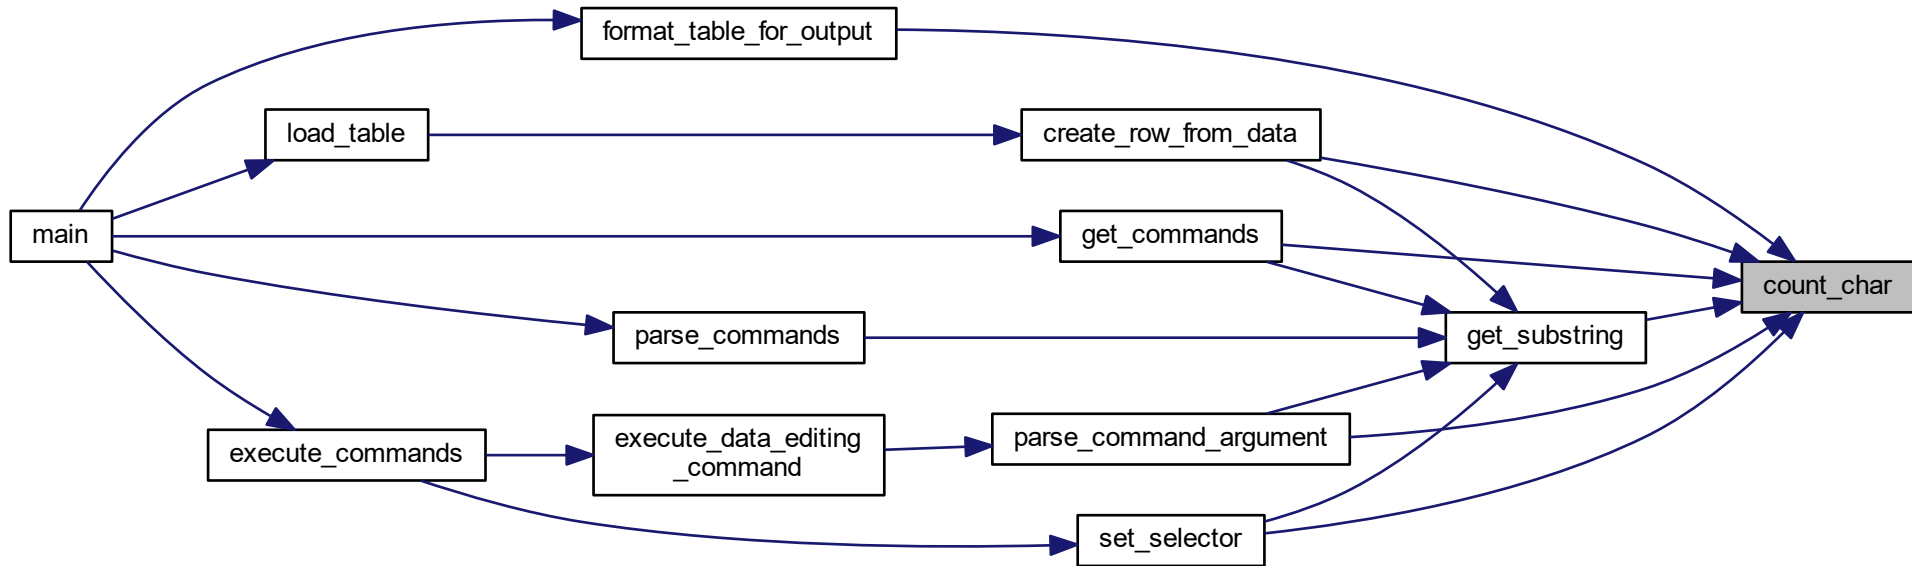 format_table_for_output
load_table
create_row_from_data
main
get_commands
count_char
parse_commands
get_substring
execute_data_editing
_command
parse_command_argument
execute_commands
set_selector